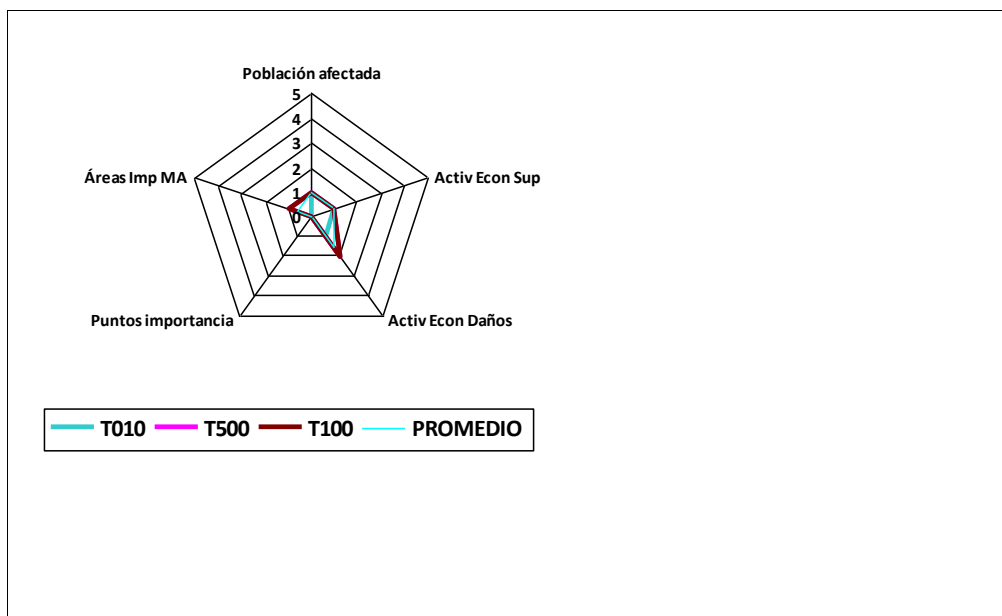 Población afectada
5
4
3
2
1
0
Áreas Imp MA
Activ Econ Sup
Puntos importancia
Activ Econ Daños
T010 T500 T100 PROMEDIO